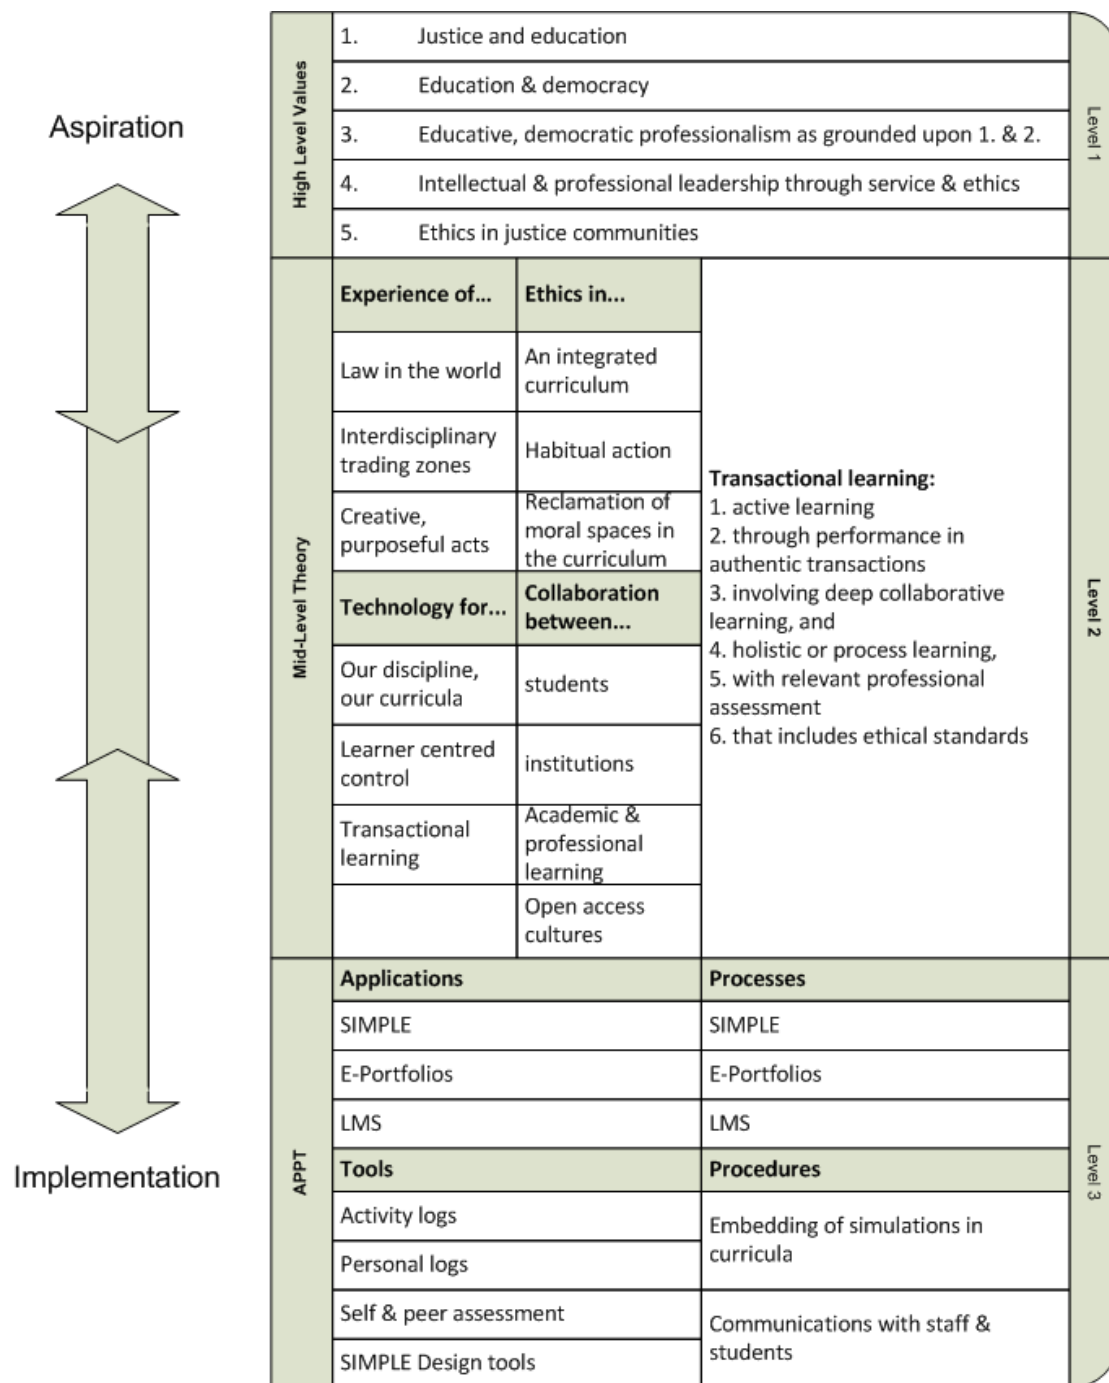 Aspiration
Implementation
High Level Values
1. Justice and education
2. Education & democracy
3. Educative, democratic professionalism as grounded upon 1. & 2.
4. Intellectual & professional leadership through service & ethics
5. Ethics in justice communities
Level 1
Mid-Level Theory
Experience of...
Ethics in...
Law in the world
An integrated
curriculum
Interdisciplinary
trading zones
Habitual action
Creative,
purposeful acts
Reclamation of
moral spaces in
the curriculum
Technology for...
Collaboration
between...
Our discipline,
our curricula
students
Learner centred
control
institutions
Transactional
learning
Academic &
professional
learning
Open access
cultures
Transactional learning:
1. active learning
2. through performance in
authentic transactions
3. involving deep collaborative
learning, and
4. holistic or process learning,
5. with relevant professional
assessment
6. that includes ethical standards
Level 2
APPT
Applications
Processes
SIMPLE
SIMPLE
E-Portfolios
E-Portfolios
LMS
LMS
Tools
Procedures
Activity logs
Personal logs
Embedding of simulations in
curricula
Self & peer assessment
SIMPLE Design tools
Communications with staff &
students
Level 3